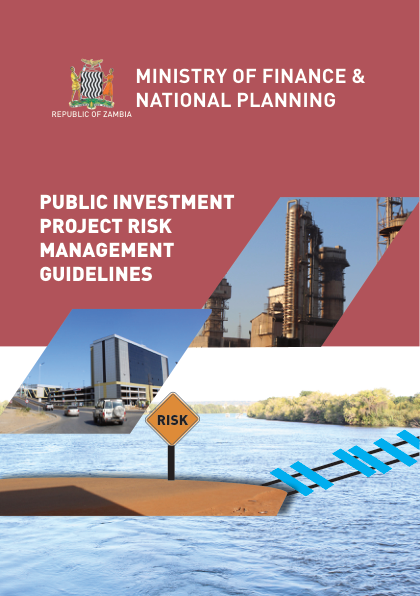 MINISTRY OF FINANCE &
NATIONAL PLANNING
REPUBLIC OF ZAMBIA
PUBLIC INVESTMENT
PROJECT RISK
MANAGEMENT
GUIDELINES
RISK